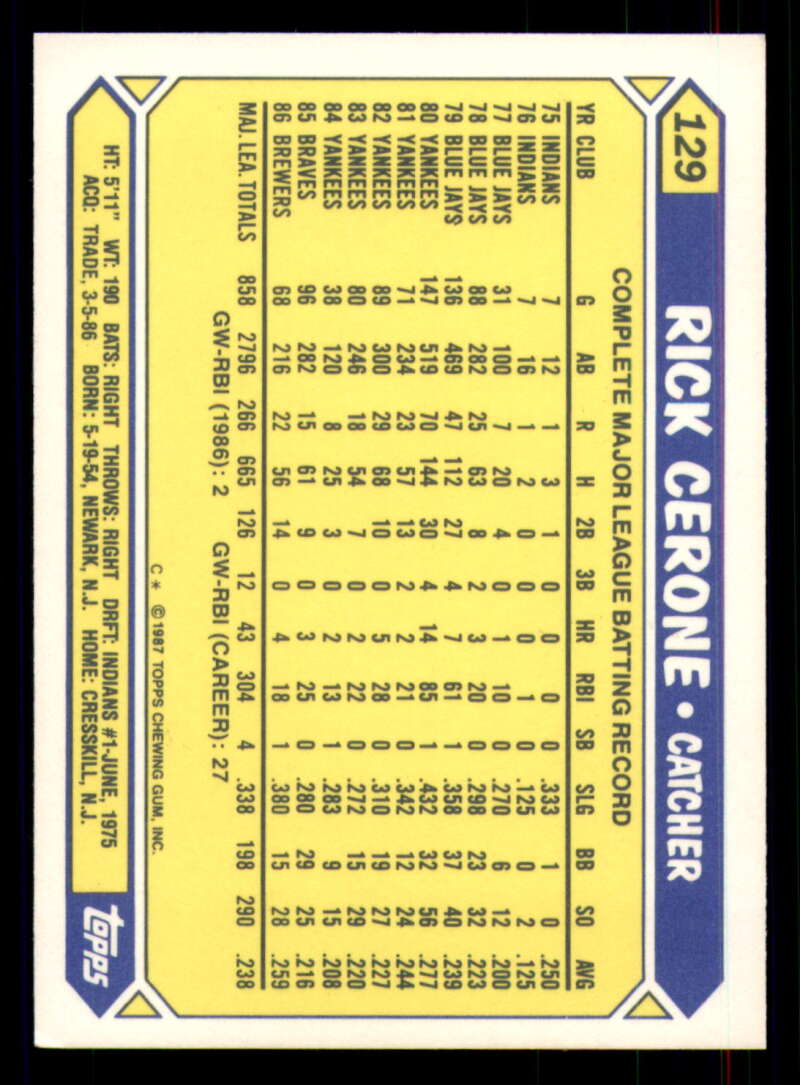 129 RICK CERONE • CATCHER
COMPLETE MAJOR LEAGUE BATTING RECORD
YR CLUB G AB R H 2B 3B HR RBI SB SLG BB SO AVG
75 INDIANS 7 12 1 3 1 0 0 0 0 .333 1 0 .250
76 INDIANS 7 16 1 2 0 0 0 1 0 .125 0 2 .125
77 BLUE JAYS 31 100 7 20 4 0 1 10 0 .270 6 12 .200
78 BLUE JAYS 88 282 25 63 8 2 3 20 0 .298 23 32 .223
79 BLUE JAYS 136 469 47 112 27 4 7 61 1 .358 37 40 .239
80 YANKEES 147 519 70 144 30 4 14 85 1 .432 32 56 .277
81 YANKEES 71 234 23 57 13 2 2 21 0 .342 12 24 .244
82 YANKEES 89 300 29 68 10 0 5 28 0 .310 19 27 .227
83 YANKEES 80 246 18 54 7 0 2 22 0 .272 15 29 .220
84 YANKEES 38 120 8 25 3 0 2 13 1 .283 9 15 .208
85 BRAVES 96 282 15 61 9 0 3 25 0 .280 29 25 .216
86 BREWERS 68 216 22 56 14 0 4 18 1 .380 15 28 .259
MAJ. LEA. TOTALS 858 2796 266 665 126 12 43 304 4 .338 198 290 .238
GW-RBI (1986): 2 GW-RBI (CAREER): 27
C* ©1987 TOPPS CHEWING GUM, INC.
HT: 5'11" WT: 190 BATS: RIGHT THROWS: RIGHT DRFT: INDIANS #1-JUNE, 1975
ACQ: TRADE, 3-5-86 BORN: 5-19-54, NEWARK, N.J. HOME: CRESSKILL, N.J.
topps